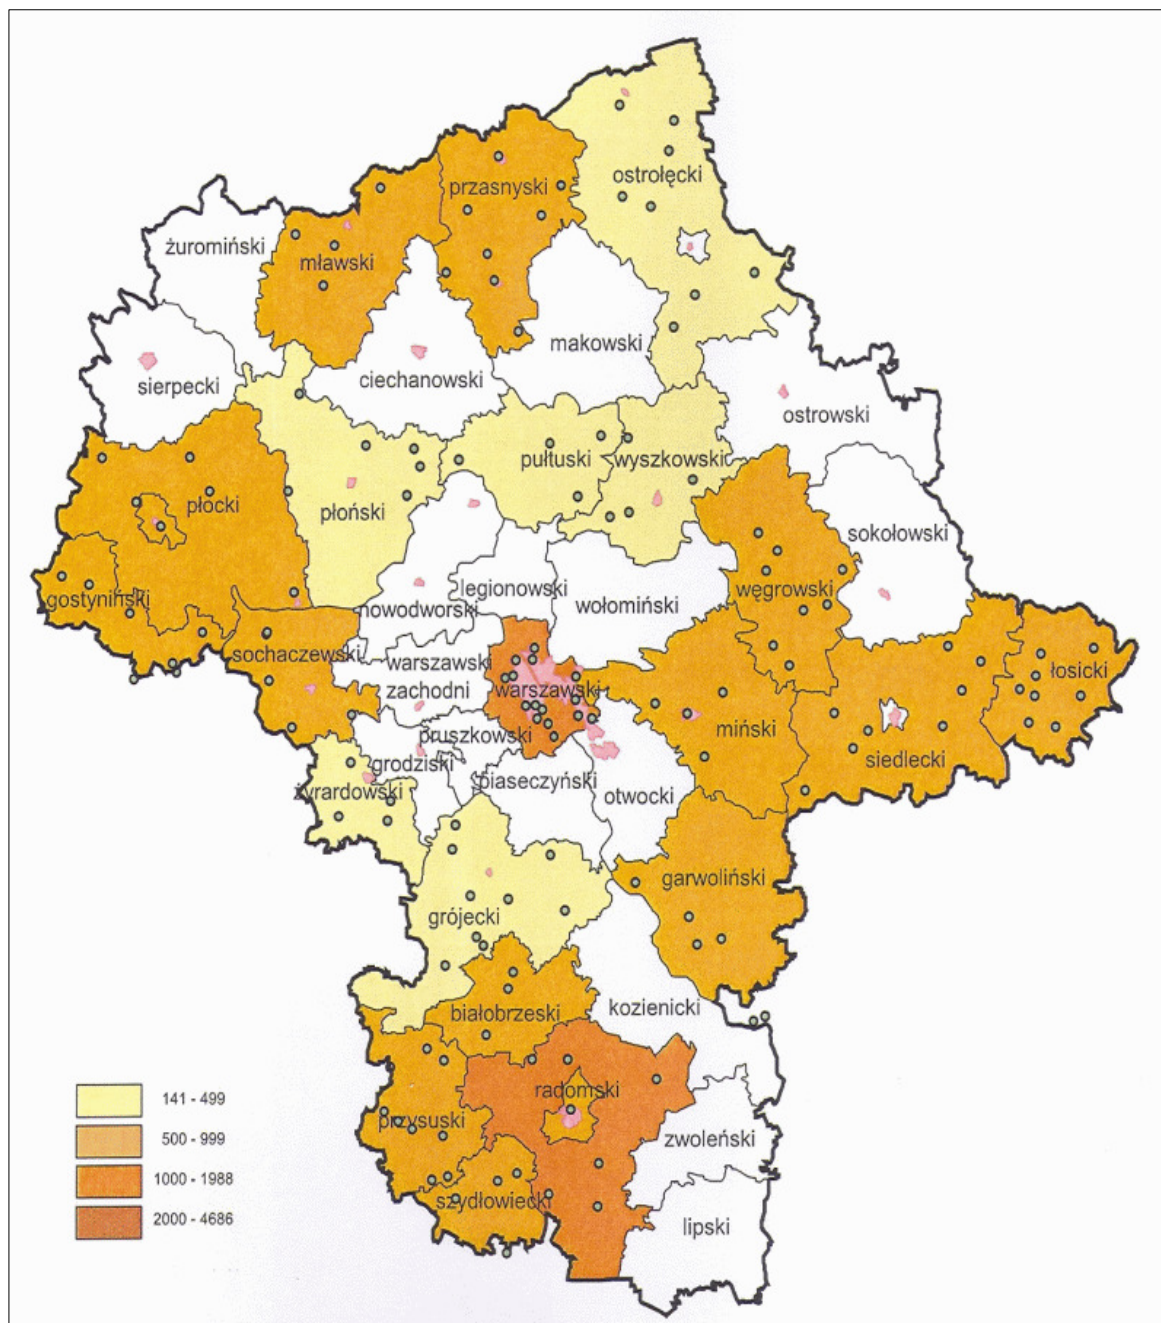 ostrołęcki
przasnyski
żuromiński
mławski
makowski
ciechanowski
sierpecki
ostrowski
pułtuski
wyszkowski
płocki
płoński
sokołowski
węgrowski
legionowski
gostyniński
nowodworski
wołomiński
sochaczewski
warszawski
zachodni
warszawski
łosicki
pruszkowski
miński
siedlecki
grodziski
piaseczyński
żyrardowski
otwocki
garwoliński
grójecki
kozienicki
białobrzeski
radomski
przysuski
zwoleński
szydłowiecki
lipski
141 - 499
500 - 999
1000 - 1988
2000 - 4686